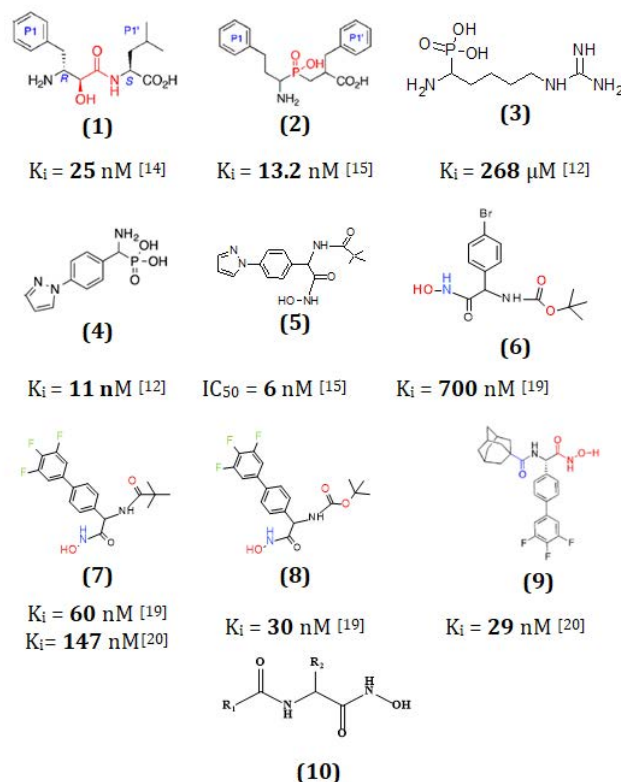 P1
P1'
H₂N
R
OH
O
N
H
S
CO₂H
(1)
P1
P1'
O
P
OH
NH₂
CO₂H
(2)
O
OH
P
OH
H₂N
NH
NH
NH₂
(3)
Kᵢ = 25 nM [14]
Kᵢ = 13.2 nM [15]
Kᵢ = 268 μM [12]
NH₂
OH
P
OH
O
N
N
(4)
N
N
H
N
O
O
HO
NH
(5)
Br
H
N
HO
O
NH
O
O
(6)
Kᵢ = 11 nM [12]
IC₅₀ = 6 nM [15]
Kᵢ = 700 nM [19]
F
F
F
O
NH
H
N
HO
O
(7)
F
F
F
O
O
NH
H
N
HO
O
(8)
H
N
O
O
N
H
O-H
F
F
F
(9)
Kᵢ = 60 nM [19]
Kᵢ= 147 nM[20]
Kᵢ = 30 nM [19]
Kᵢ = 29 nM [20]
O
R₂
H
N
R₁
N
H
OH
O
(10)